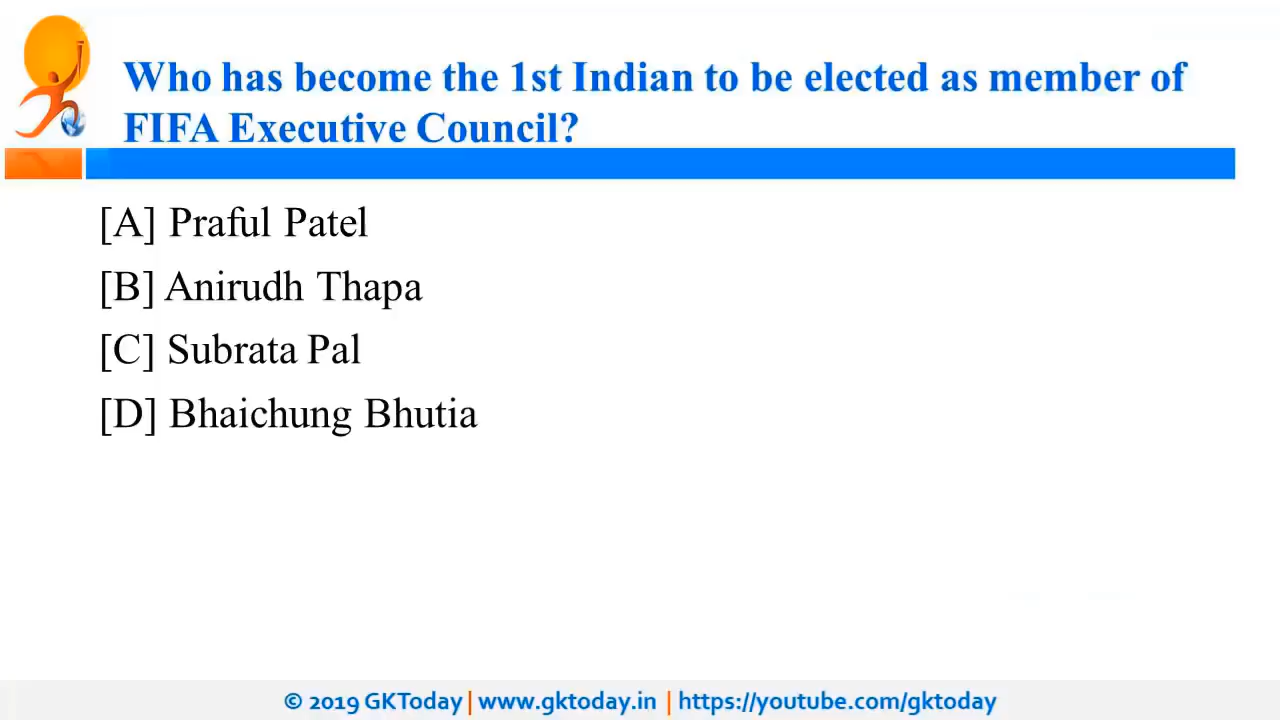 Who has become the 1st Indian to be elected as member of
FIFA Executive Council?
[A] Praful Patel
[B] Anirudh Thapa
[C] Subrata Pal
[D] Bhaichung Bhutia
© 2019 GKToday | www.gktoday.in | https://youtube.com/gktoday